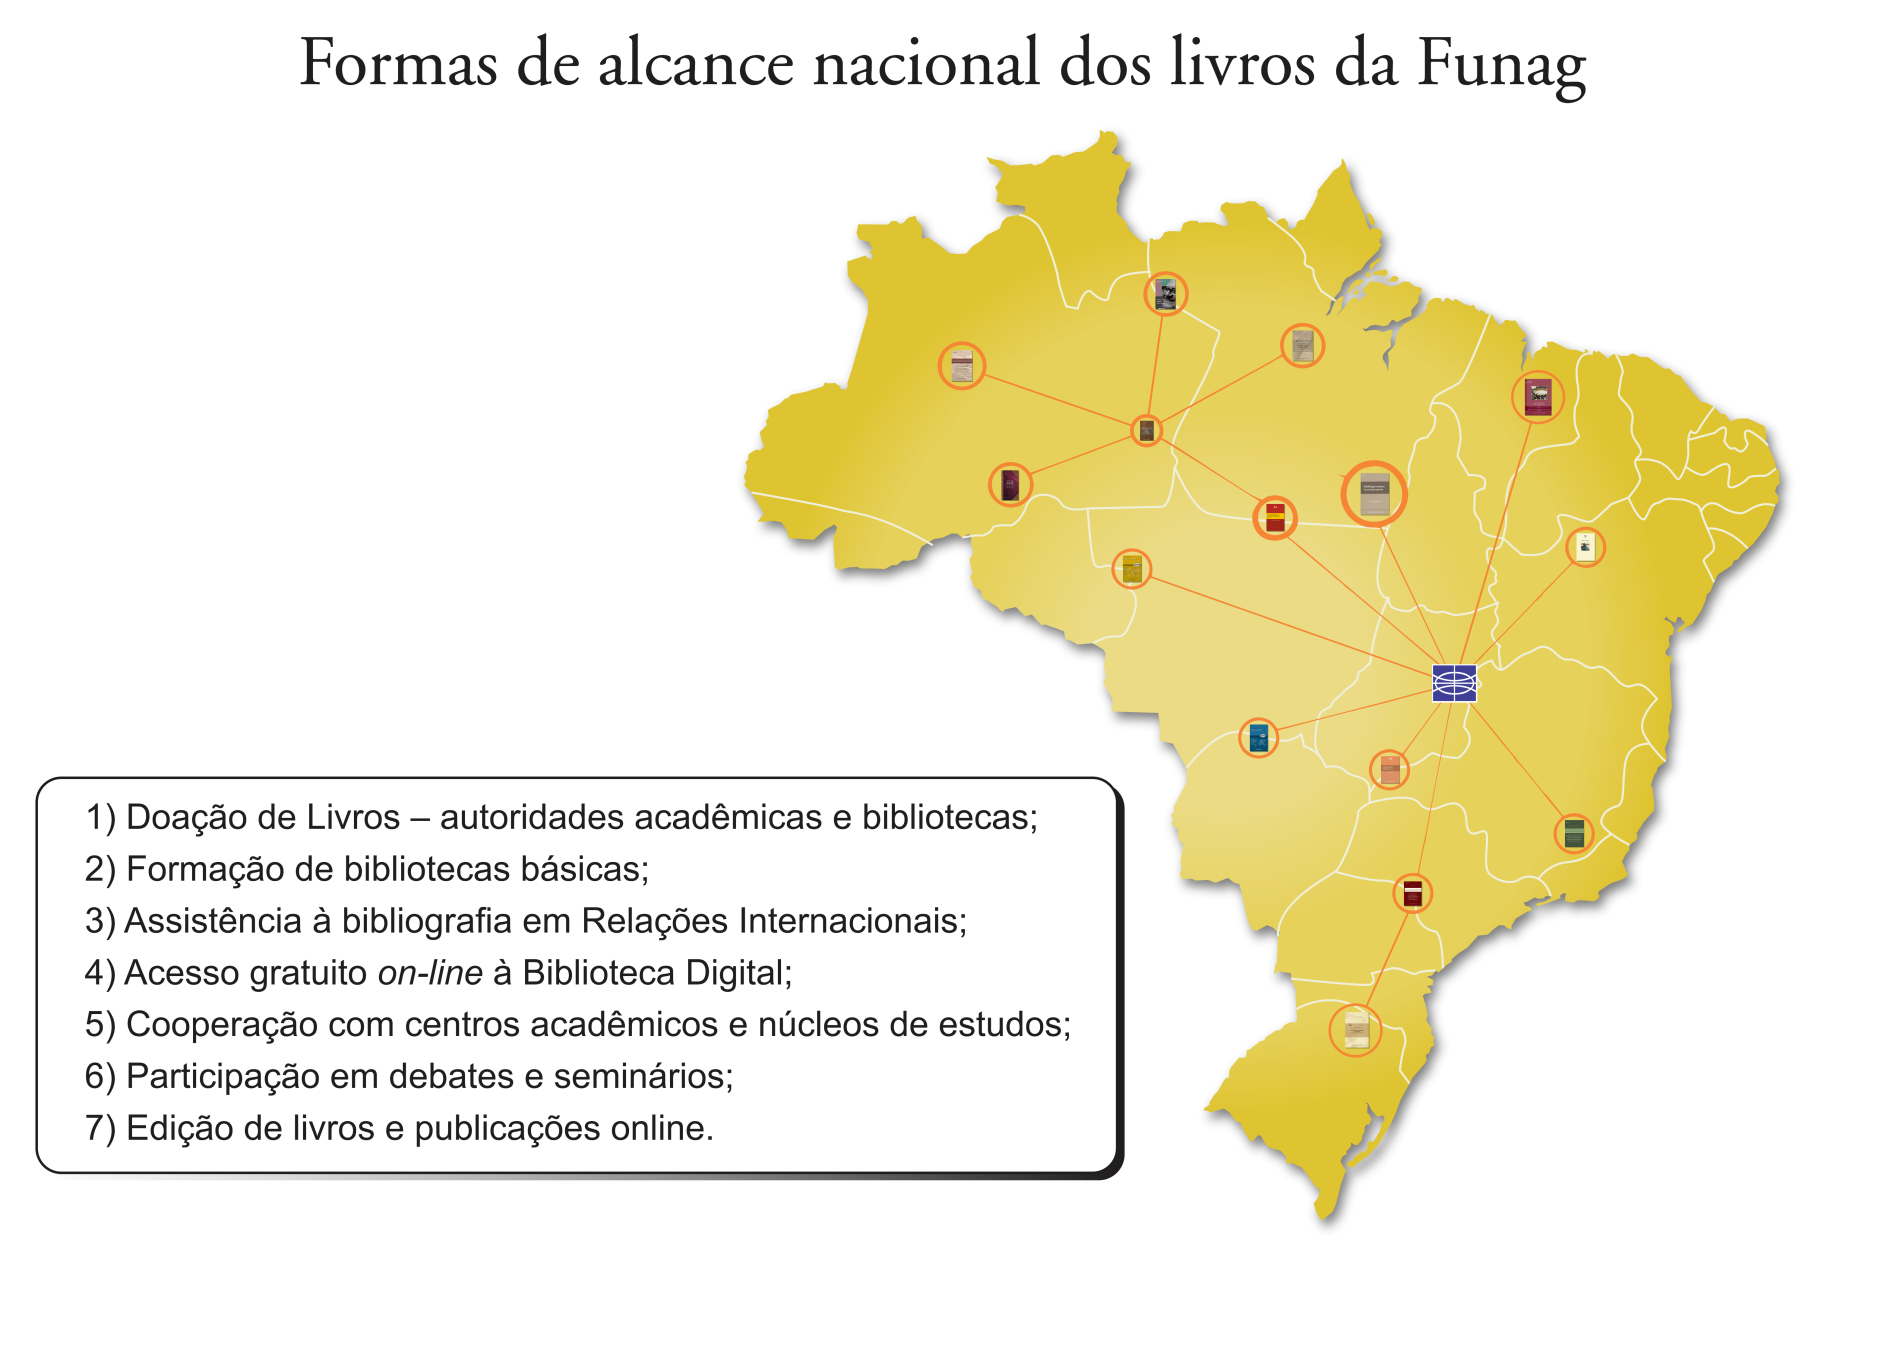 Formas de alcance nacional dos livros da Funag
1) Doação de Livros – autoridades acadêmicas e bibliotecas;
2) Formação de bibliotecas básicas;
3) Assistência à bibliografia em Relações Internacionais;
4) Acesso gratuito on-line à Biblioteca Digital;
5) Cooperação com centros acadêmicos e núcleos de estudos;
6) Participação em debates e seminários;
7) Edição de livros e publicações online.